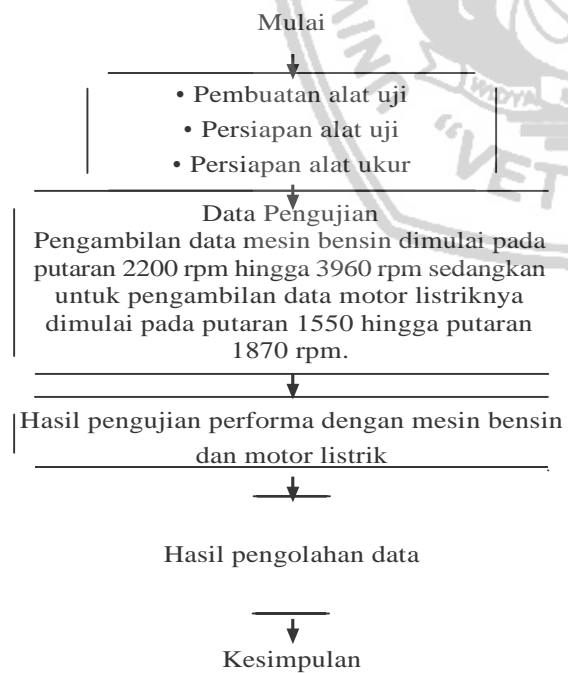 Mulai
• Pembuatan alat uji
• Persiapan alat uji
• Persiapan alat ukur
Data Pengujian
Pengambilan data mesin bensin dimulai pada
putaran 2200 rpm hingga 3960 rpm sedangkan
untuk pengambilan data motor listriknya
dimulai pada putaran 1550 hingga putaran
1870 rpm.
Hasil pengujian performa dengan mesin bensin
dan motor listrik
Hasil pengolahan data
Kesimpulan